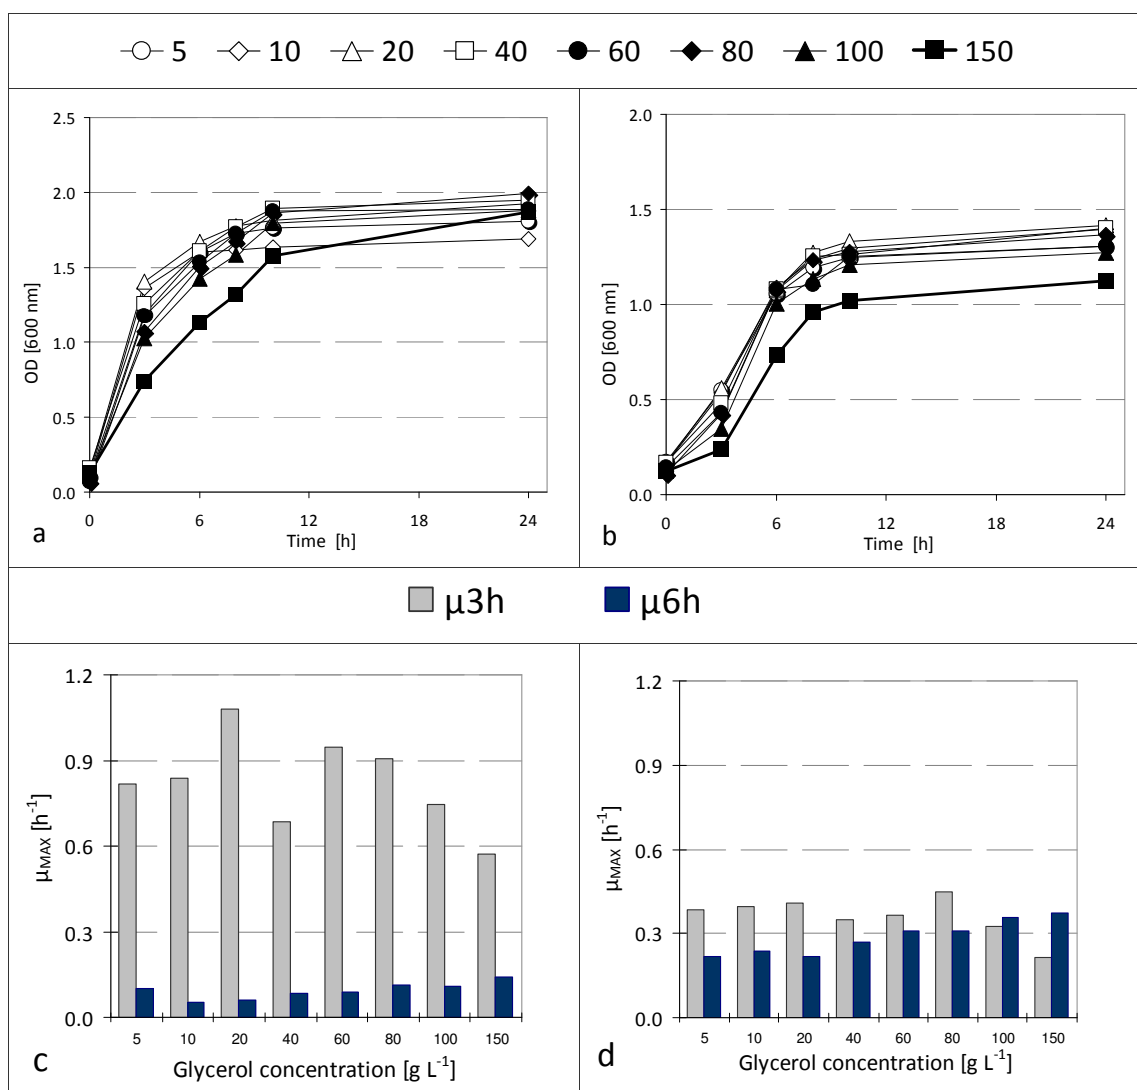 5 10 20 40 60 80 100 150
2.5
2.0
1.5
1.0
0.5
0.0
OD [600 nm]
0 6 12 18 24
Time [h]
a
2.0
1.5
1.0
0.5
0.0
OD [600 nm]
0 6 12 18 24
Time [h]
b
µ3h µ6h
1.2
0.9
0.6
0.3
0.0
µMAX [h-1]
5 10 20 40 60 80 100 150
Glycerol concentration [g L-1]
c
1.2
0.9
0.6
0.3
0.0
µMAX [h-1]
5 10 20 40 60 80 100 150
Glycerol concentration [g L-1]
d